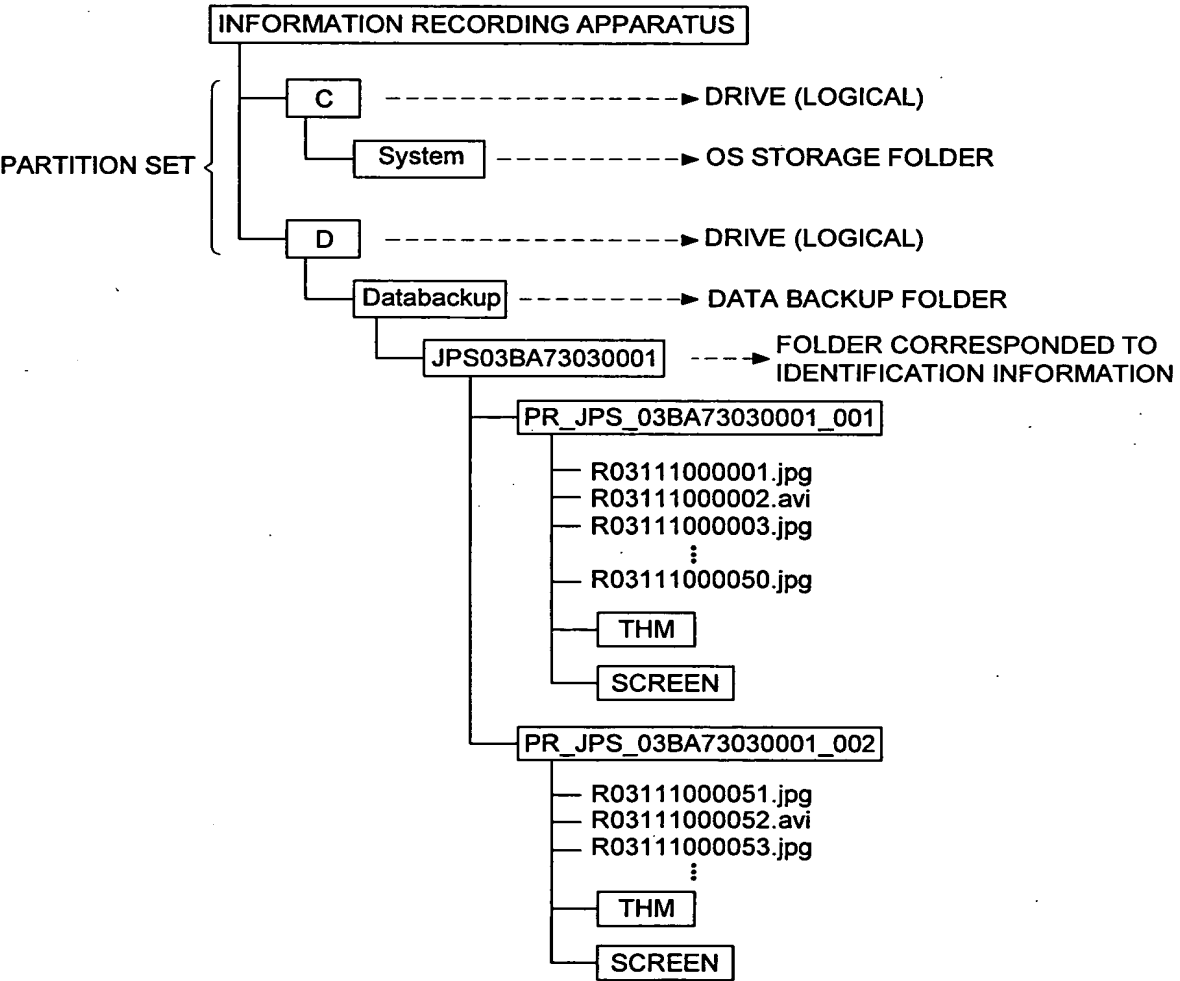 INFORMATION RECORDING APPARATUS
C
DRIVE (LOGICAL)
PARTITION SET
System
OS STORAGE FOLDER
D
DRIVE (LOGICAL)
Databackup
DATA BACKUP FOLDER
JPS03BA73030001
FOLDER CORRESPONDED TO
IDENTIFICATION INFORMATION
PR_JPS_03BA73030001_001
R03111000001.jpg
R03111000002.avi
R03111000003.jpg
R03111000050.jpg
THM
SCREEN
PR_JPS_03BA73030001_002
R03111000051.jpg
R03111000052.avi
R03111000053.jpg
THM
SCREEN